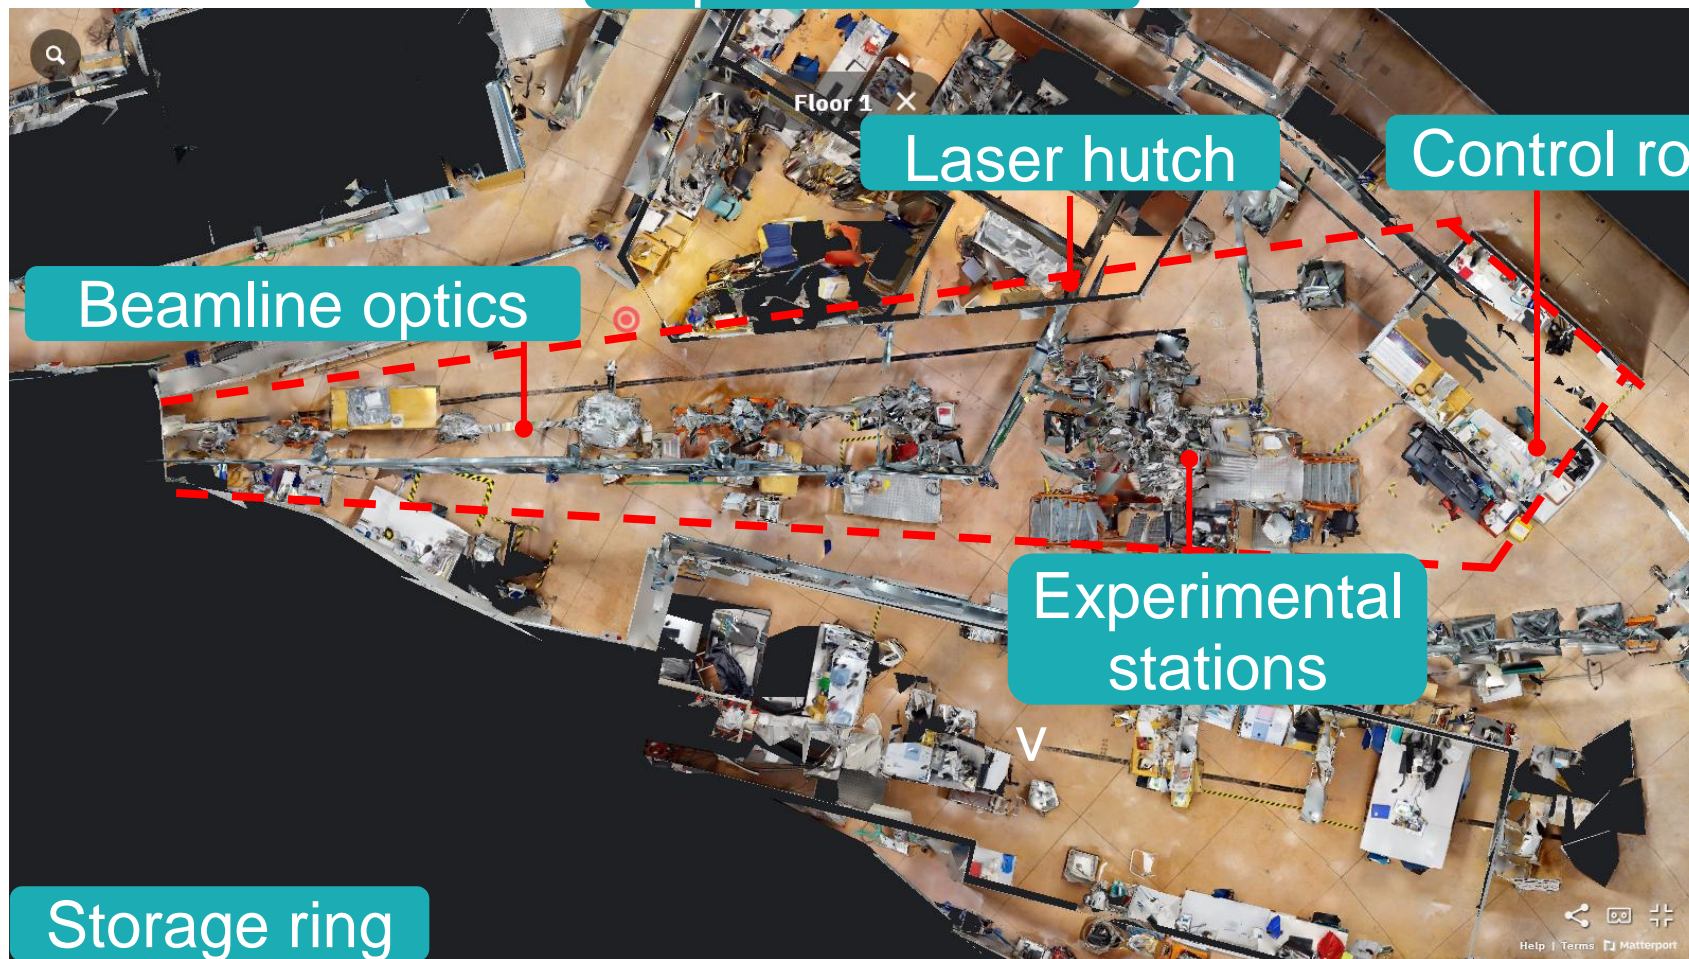 Floor 1
Laser hutch
Control ro
Beamline optics
Experimental
stations
v
Storage ring
Help | Terms Matterport